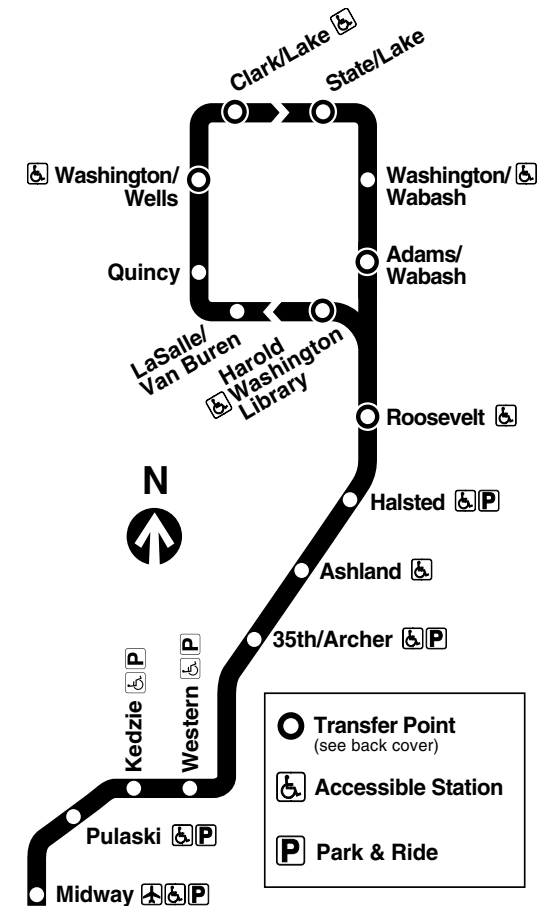 Clark/Lake
State/Lake
Washington/
Wells
Washington/
Wabash
Quincy
Adams/
Wabash
LaSalle/
Van Buren
Harold
Washington
Library
Roosevelt
N
Halsted P
Ashland
35th/Archer P
Kedzie P
Western P
Pulaski P
Midway P
Transfer Point
(see back cover)
Accessible Station
P Park & Ride